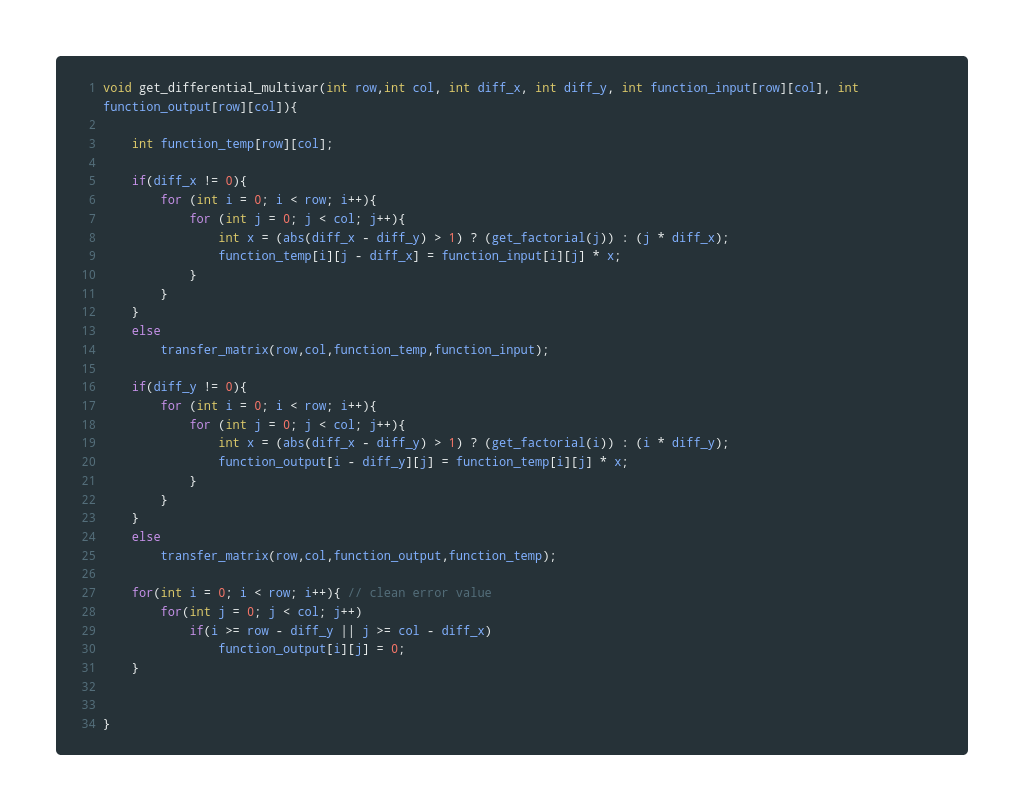 1 void get_differential_multivar(int row,int col, int diff_x, int diff_y, int function_input[row][col], int
function_output[row][col]){
2
3     int function_temp[row][col];
4
5     if(diff_x != 0){
6         for (int i = 0; i < row; i++){
7             for (int j = 0; j < col; j++){
8                 int x = (abs(diff_x - diff_y) > 1) ? (get_factorial(j)) : (j * diff_x);
9                 function_temp[i][j - diff_x] = function_input[i][j] * x;
10             }
11         }
12     }
13     else
14         transfer_matrix(row,col,function_temp,function_input);
15
16     if(diff_y != 0){
17         for (int i = 0; i < row; i++){
18             for (int j = 0; j < col; j++){
19                 int x = (abs(diff_x - diff_y) > 1) ? (get_factorial(i)) : (i * diff_y);
20                 function_output[i - diff_y][j] = function_temp[i][j] * x;
21             }
22         }
23     }
24     else
25         transfer_matrix(row,col,function_output,function_temp);
26
27     for(int i = 0; i < row; i++){ // clean error value
28         for(int j = 0; j < col; j++)
29             if(i >= row - diff_y || j >= col - diff_x)
30                 function_output[i][j] = 0;
31     }
32
33
34 }